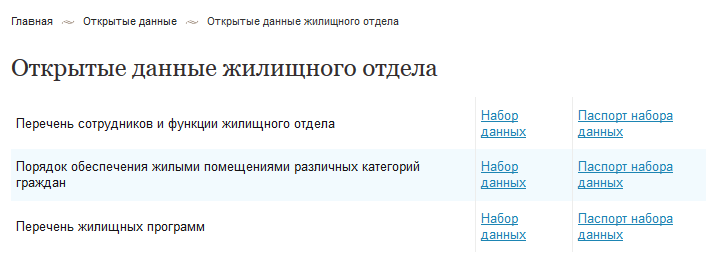 Главная Открытые данные Открытые данные жилищного отдела
Открытые данные жилищного отдела
Перечень сотрудников и функции жилищного отдела
Набор
данных
Паспорт набора
данных
Порядок обеспечения жилыми помещениями различных категорий
граждан
Набор
данных
Паспорт набора
данных
Перечень жилищных программ
Набор
данных
Паспорт набора
данных